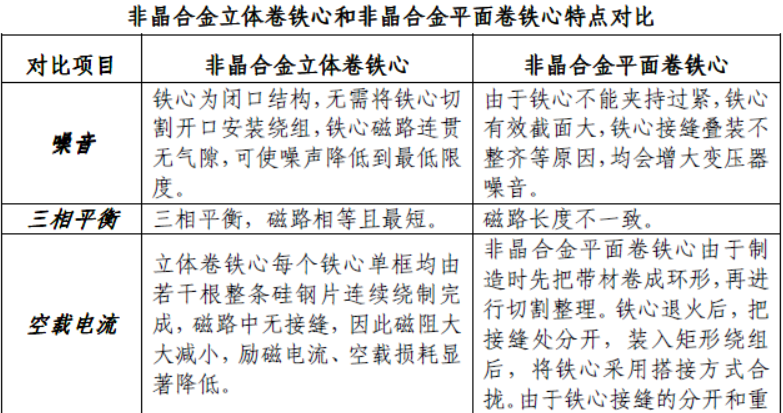 非晶合金立体卷铁心和非晶合金平面卷铁心特点对比
对比项目
非晶合金立体卷铁心
非晶合金平面卷铁心
噪音
铁心为闭口结构，无需将铁心切
割开口安装绕组，铁心磁路连贯
无气隙，可使噪声降低到最低限
度。
由于铁心不能夹持过紧，铁心
有效截面大，铁心接缝叠装不
整齐等原因，均会增大变压器
噪音。
三相平衡
三相平衡，磁路相等且最短。
磁路长度不一致。
空载电流
立体卷铁心每个铁心单框均由
若干根整条硅钢片连续绕制完
成，磁路中无接缝，因此磁阻大
大减小，励磁电流、空载损耗显
著降低。
非晶合金平面卷铁心由于制
造时先把带材卷成环形，再进
行切割整理。铁心退火后，把
接缝处分开，装入矩形绕组
后，将铁心采用搭接方式合
拢。由于铁心接缝的分开和重